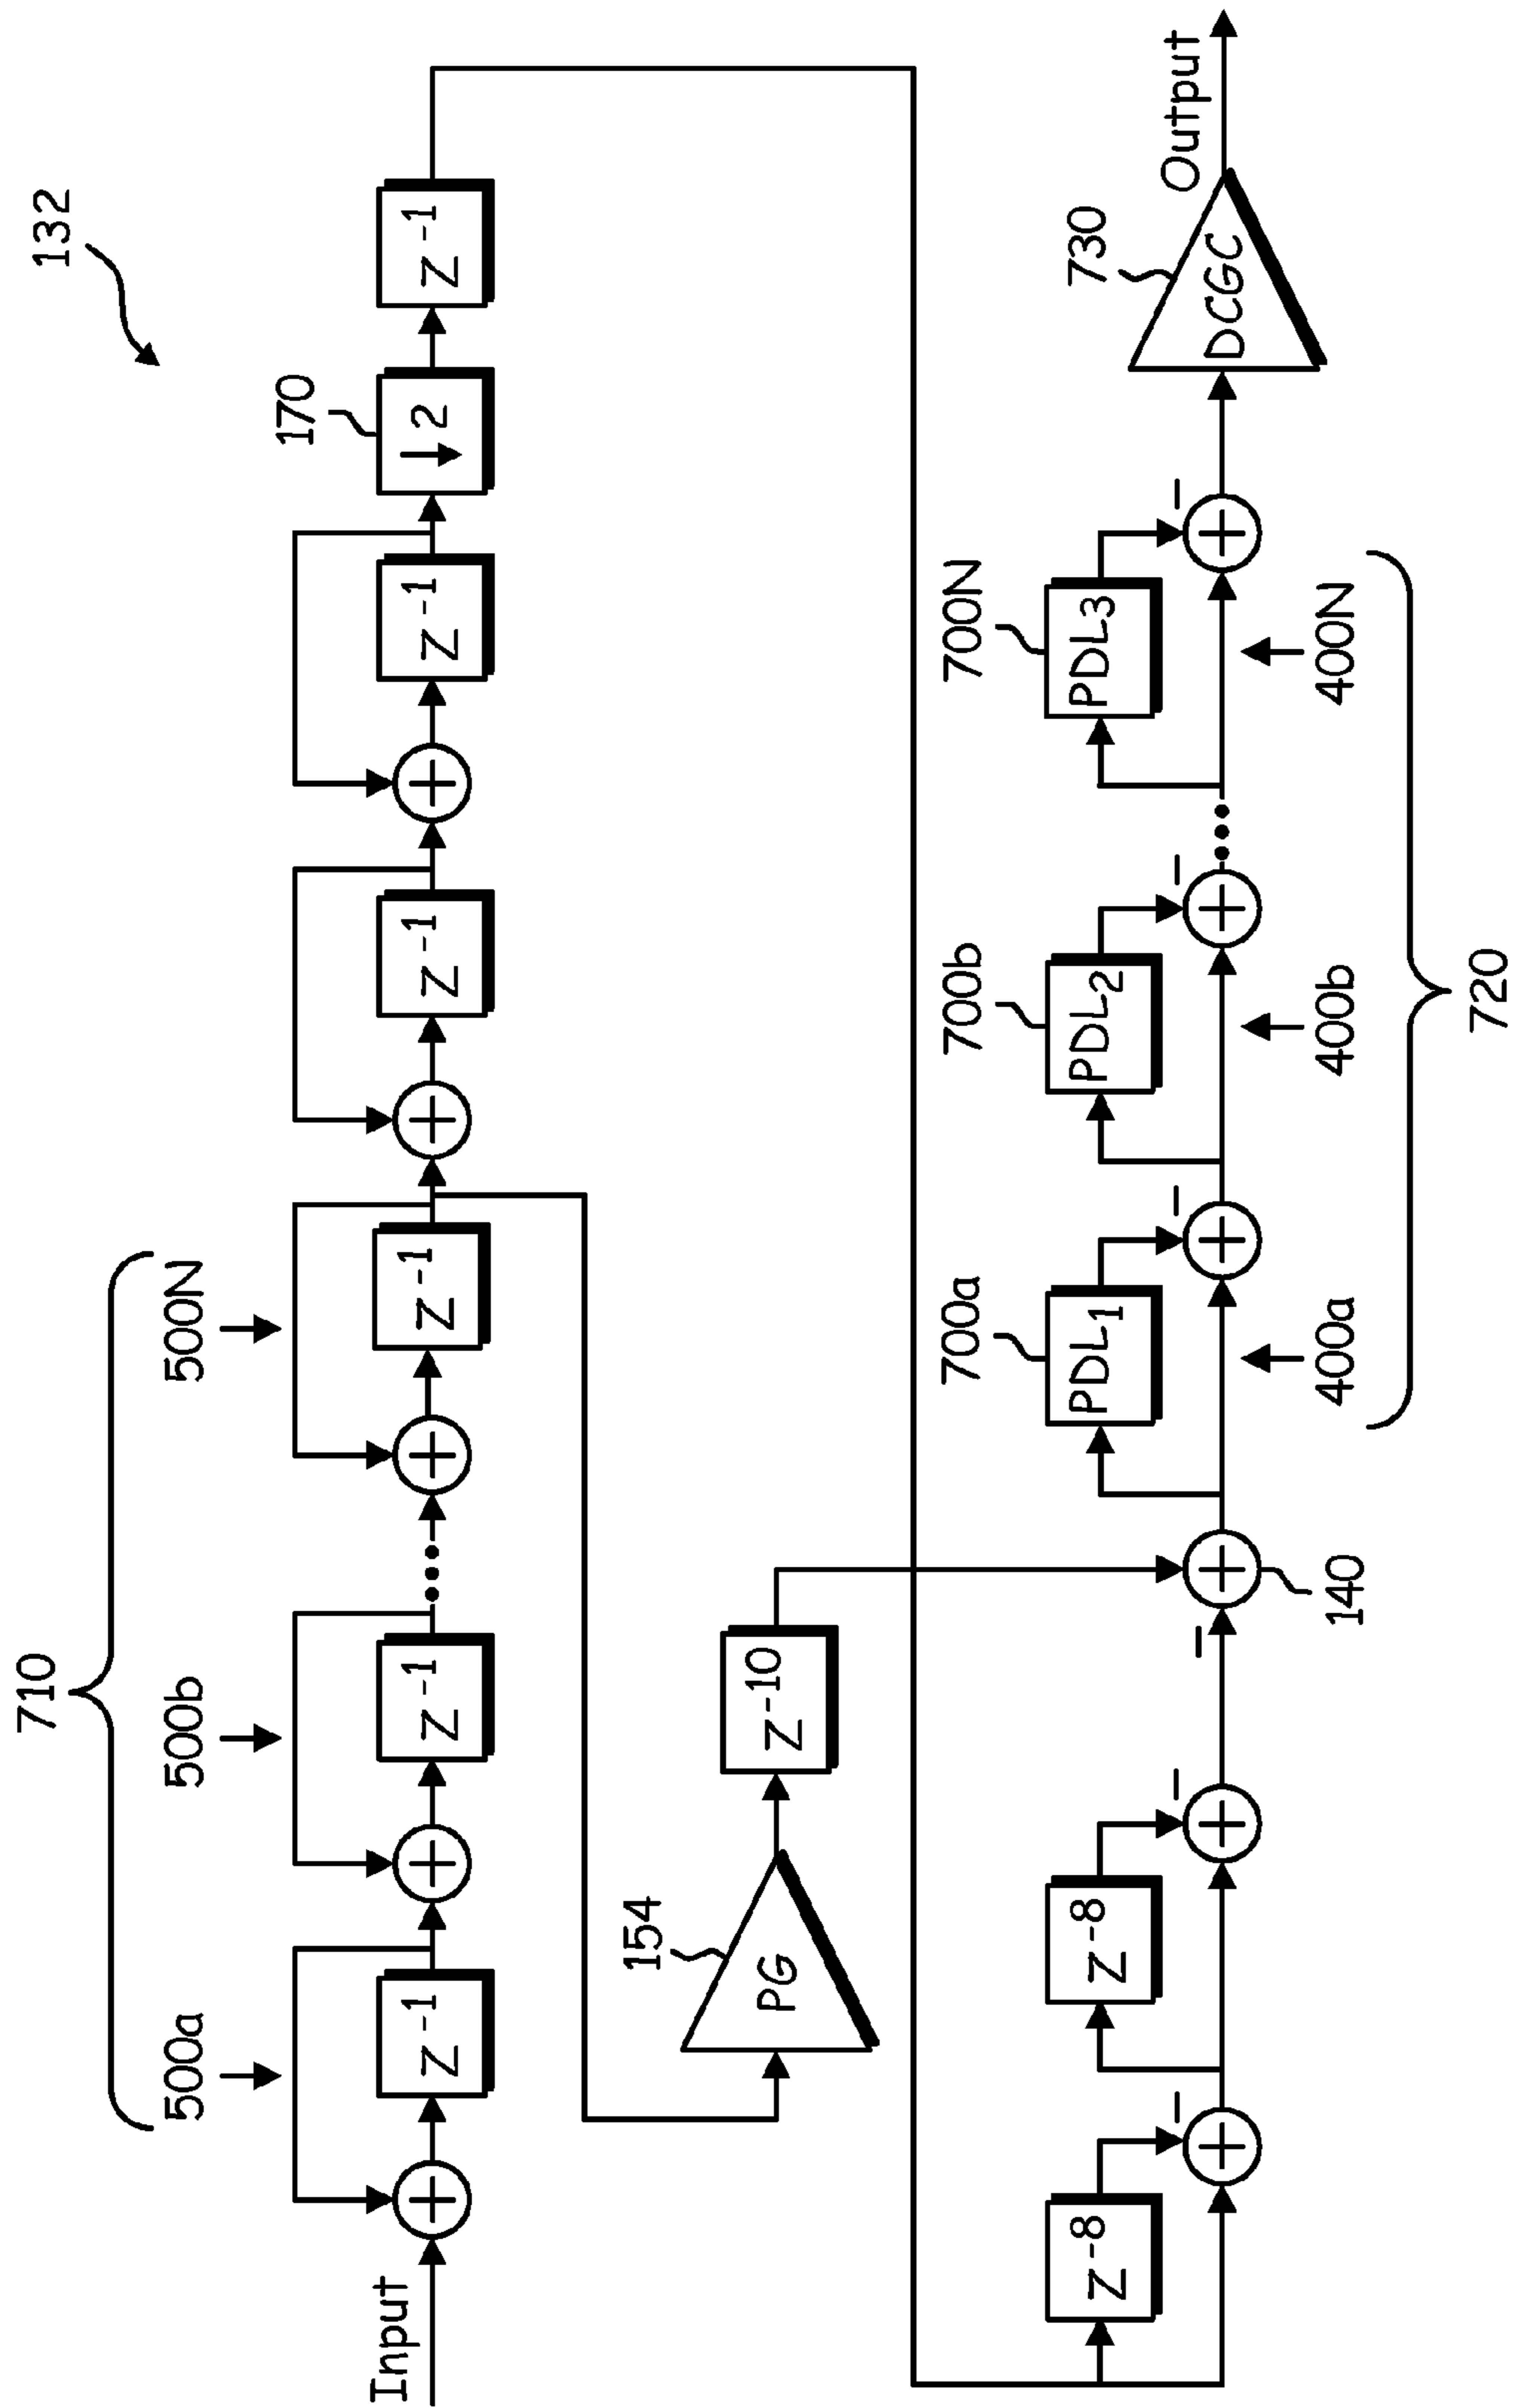 132
710
500a
500b
500N
170
Input
Z-1
Z-1
Z-1
Z-1
Z-1
↓2
Z-1
154
PG
Z-10
700a
700b
700N
730
Z-8
Z-8
PDL1
PDL2
PDL3
DCGC
Output
140
400a
400b
400N
720